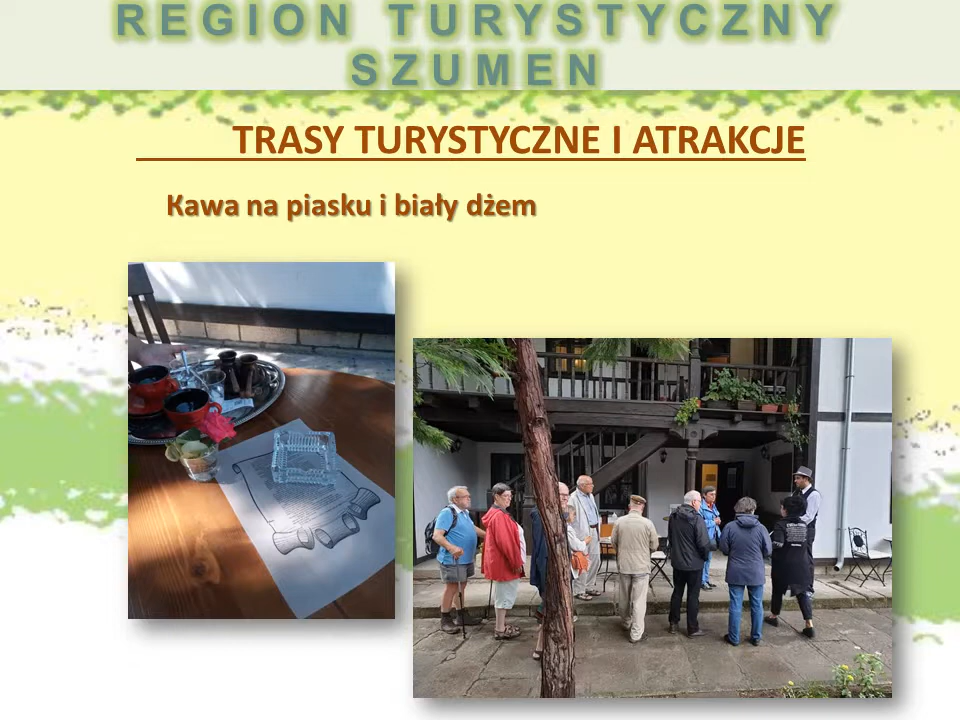 REGION TURYSTYCZNY
SZUMEN
TRASY TURYSTYCZNE I ATRAKCJE
Kawa na piasku i biały dżem